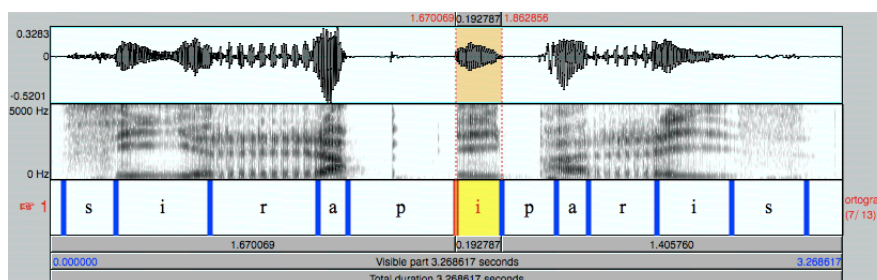 1.670069 0.192787 1.862856
0.3283
0
-0.5201
5000 Hz
0 Hz
1 s i r a p i p a r i s ortogra
(7/ 13)
1.670069 0.192787 1.405760
0.000000 Visible part 3.268617 seconds 3.268617
Total duration 3.268617 seconds